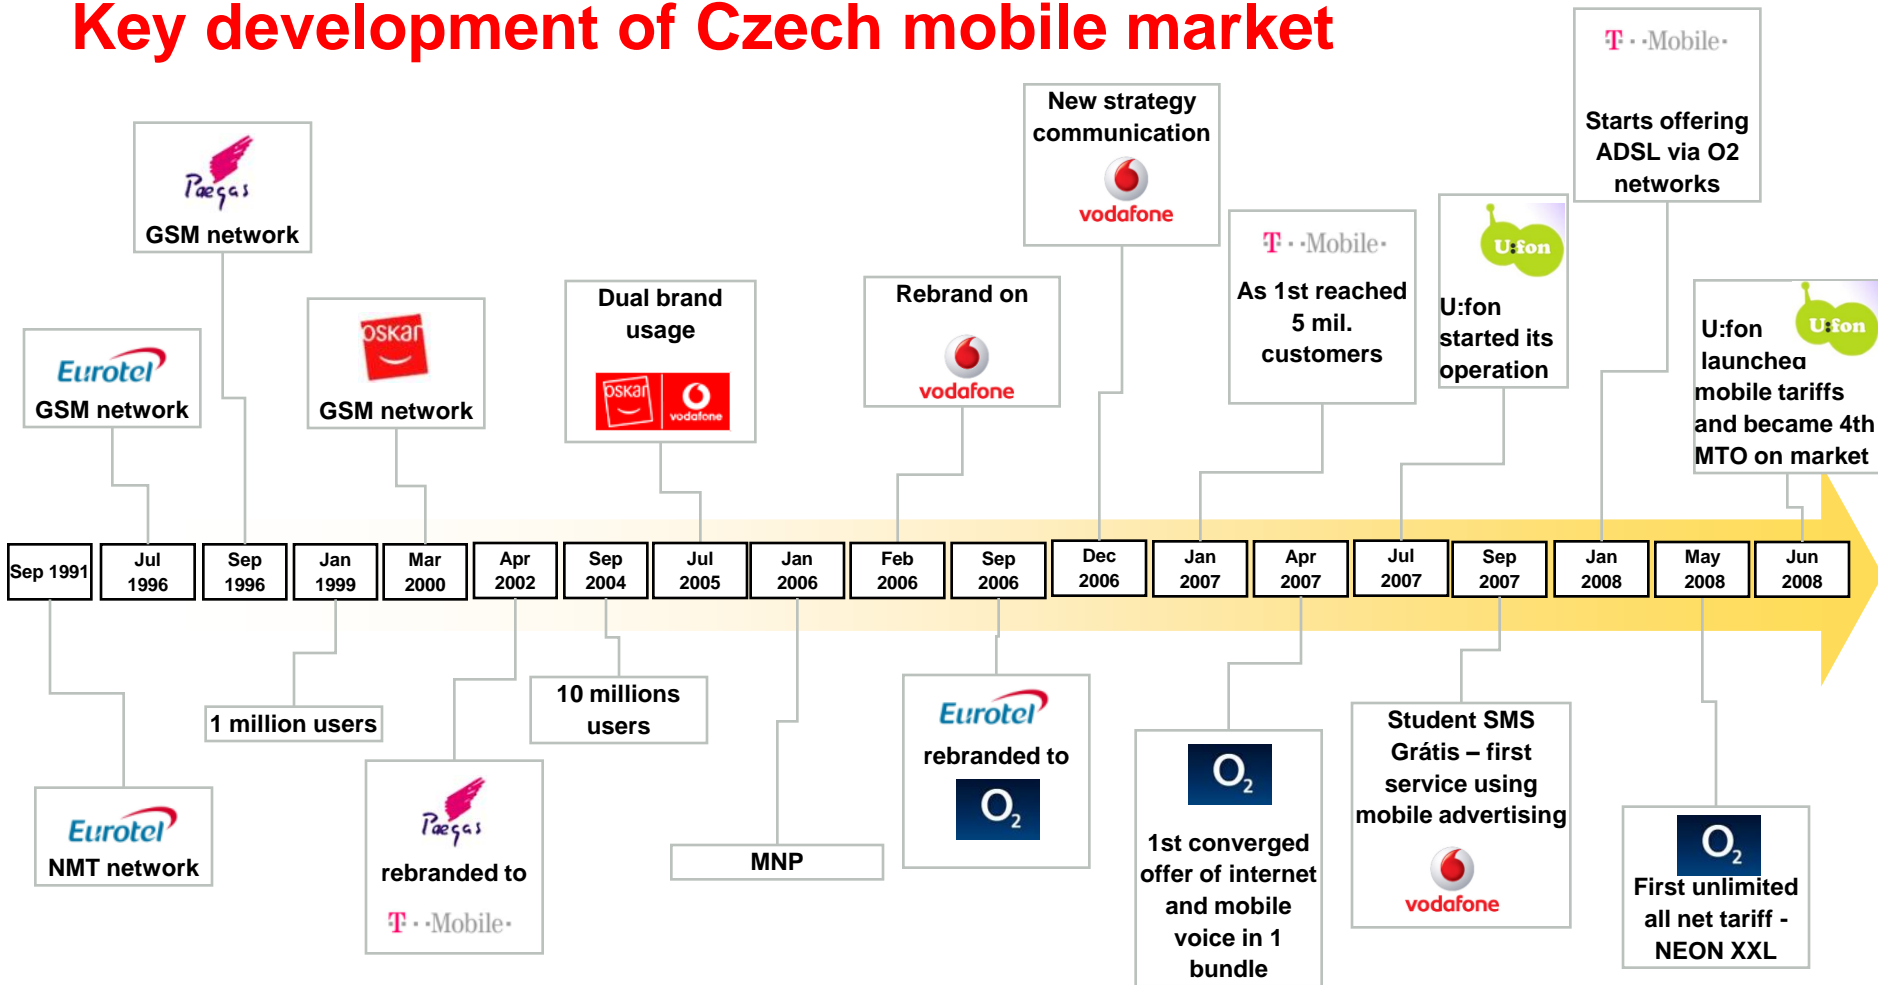 Key development of Czech mobile market
T · · Mobile ·
Starts offering
ADSL via O2
networks
New strategy
communication
vodafone
Paegas
GSM network
U:fon
U:fon
started its
operation
T · · Mobile ·
As 1st reached
5 mil.
customers
Rebrand on
vodafone
Dual brand
usage
oskar
vodafone
oskar
GSM network
Eurotel
GSM network
U:fon
U:fon
launched
mobile tariffs
and became 4th
MTO on market
Sep 1991
Jul
1996
Sep
1996
Jan
1999
Mar
2000
Apr
2002
Sep
2004
Jul
2005
Jan
2006
Feb
2006
Sep
2006
Dec
2006
Jan
2007
Apr
2007
Jul
2007
Sep
2007
Jan
2008
May
2008
Jun
2008
Eurotel
NMT network
1 million users
Paegas
rebranded to
T · · Mobile ·
10 millions
users
MNP
Eurotel
rebranded to
O2
O2
1st converged
offer of internet
and mobile
voice in 1
bundle
Student SMS
Grátis – first
service using
mobile advertising
vodafone
O2
First unlimited
all net tariff -
NEON XXL